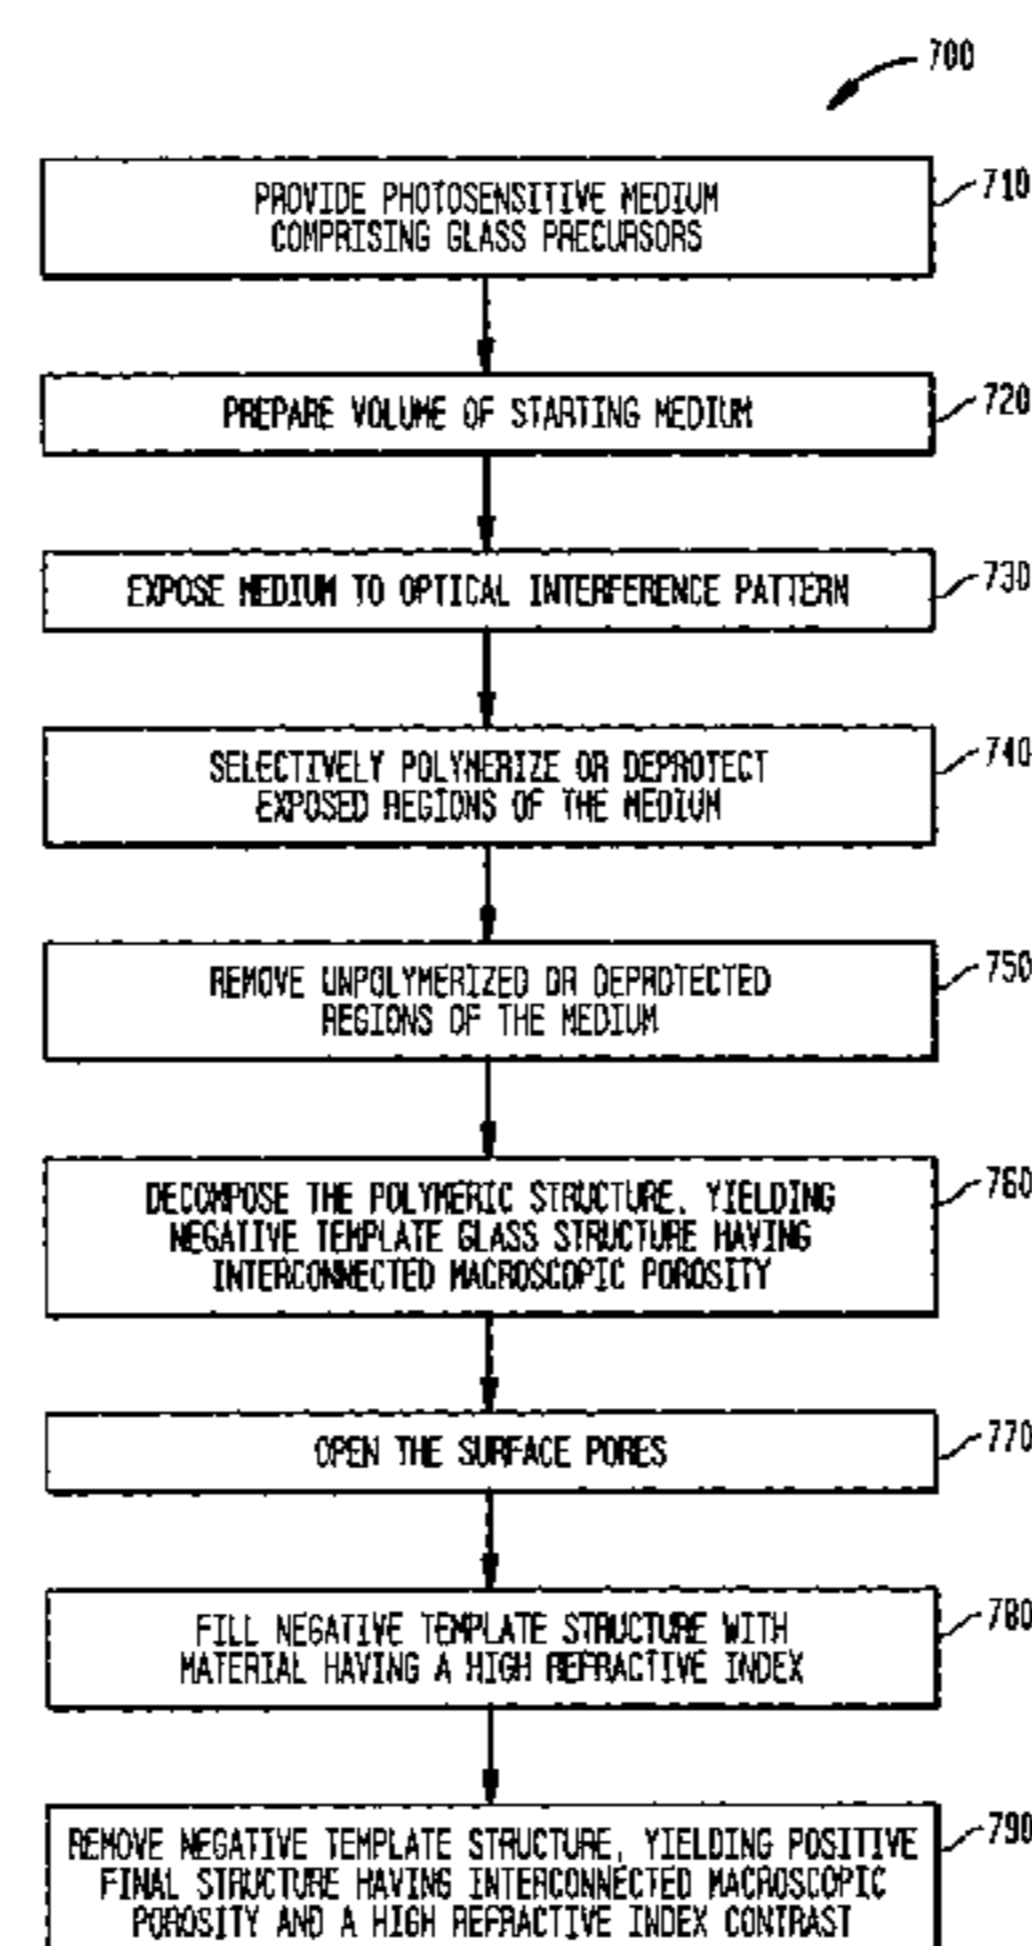 700
PROVIDE PHOTOSENSITIVE MEDIUM
COMPRISING GLASS PRECURSORS
710
PREPARE VOLUME OF STARTING MEDIUM
720
EXPOSE MEDIUM TO OPTICAL INTERFERENCE PATTERN
730
SELECTIVELY POLYMERIZE OR DEPROTECT
EXPOSED REGIONS OF THE MEDIUM
740
REMOVE UNPOLYMERIZED OR DEPROTECTED
REGIONS OF THE MEDIUM
750
DECOMPOSE THE POLYMERIC STRUCTURE, YIELDING
NEGATIVE TEMPLATE GLASS STRUCTURE HAVING
INTERCONNECTED MACROSCOPIC POROSITY
760
OPEN THE SURFACE PORES
770
FILL NEGATIVE TEMPLATE STRUCTURE WITH
MATERIAL HAVING A HIGH REFRACTIVE INDEX
780
REMOVE NEGATIVE TEMPLATE STRUCTURE, YIELDING POSITIVE
FINAL STRUCTURE HAVING INTERCONNECTED MACROSCOPIC
POROSITY AND A HIGH REFRACTIVE INDEX CONTRAST
790